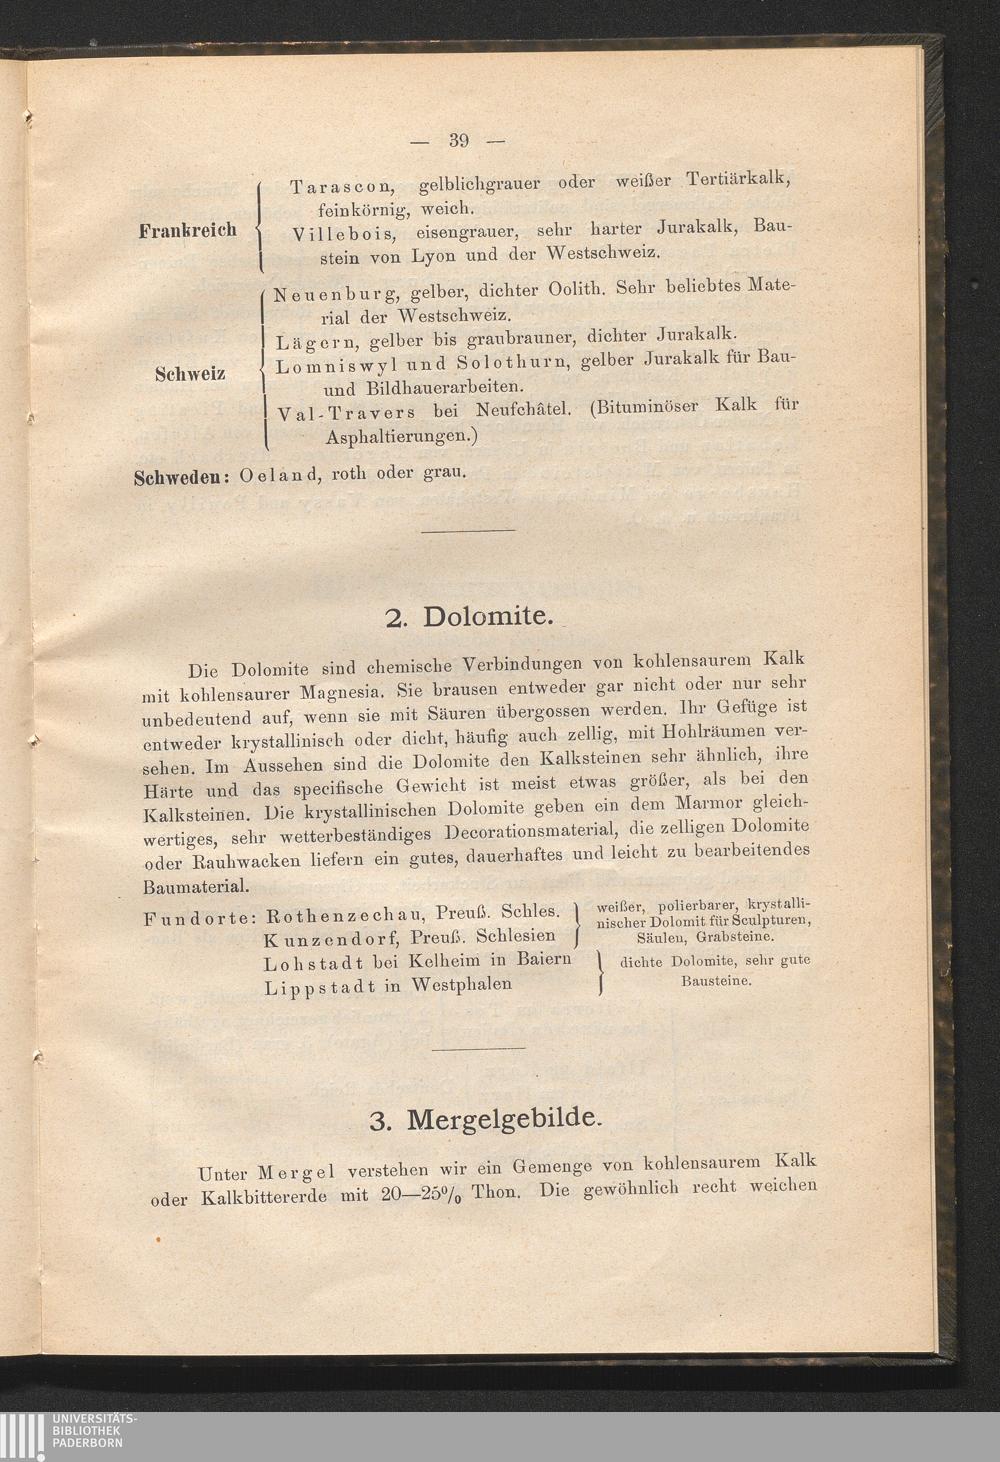 — 39 —
Tarascon, gelblichgrauer oder weißer Tertiärkalk,
feinkörnig, weich.
Frankreich
Villebois, eisengrauer, sehr harter Jurakalk, Bau-
stein von Lyon und der Westschweiz.
Neuenburg, gelber, dichter Oolith. Sehr beliebtes Mate-
rial der Westschweiz.
Lägern, gelber bis graubrauner, dichter Jurakalk.
Schweiz
Lomniswyl und Solothurn, gelber Jurakalk für Bau-
und Bildhauerarbeiten.
Val-Travers bei Neufchâtel. (Bituminöser Kalk für
Asphaltierungen.)
Schweden: Oeland, roth oder grau.
2. Dolomite.
Die Dolomite sind chemische Verbindungen von kohlensaurem Kalk
mit kohlensaurer Magnesia. Sie brausen entweder gar nicht oder nur sehr
unbedeutend auf, wenn sie mit Säuren übergossen werden. Ihr Gefüge ist
entweder krystallinisch oder dicht, häufig auch zellig, mit Hohlräumen ver-
sehen. Im Aussehen sind die Dolomite den Kalksteinen sehr ähnlich, ihre
Härte und das specifische Gewicht ist meist etwas größer, als bei den
Kalksteinen. Die krystallinischen Dolomite geben ein dem Marmor gleich-
wertiges, sehr wetterbeständiges Decorationsmaterial, die zelligen Dolomite
oder Rauhwacken liefern ein gutes, dauerhaftes und leicht zu bearbeitendes
Baumaterial.
Fundorte: Rothenzechau, Preuß. Schles.
Kunzendorf, Preuß. Schlesien
weißer, polierbarer, krystalli-
nischer Dolomit für Sculpturen,
Säulen, Grabsteine.
Lohstadt bei Kelheim in Baiern
Lippstadt in Westphalen
dichte Dolomite, sehr gute
Bausteine.
3. Mergelgebilde.
Unter Mergel verstehen wir ein Gemenge von kohlensaurem Kalk
oder Kalkbittererde mit 20—25% Thon. Die gewöhnlich recht weichen
UNIVERSITÄTS-
BIBLIOTHEK
PADERBORN